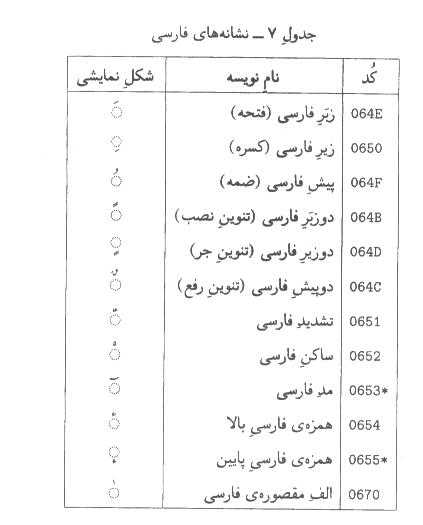 جدولِ ۷ ــ نشانه‌های فارسی
کُد نامِ نویسه شکلِ نمایشی
064E زِبَرِ فارسی (فتحه) ◌َ
0650 زیرِ فارسی (کسره) ◌ِ
064F پیشِ فارسی (ضمه) ◌ُ
064B دوزِبَرِ فارسی (تنوینِ نصب) ◌ً
064D دوزیرِ فارسی (تنوینِ جر) ◌ٍ
064C دوپیشِ فارسی (تنوینِ رفع) ◌ٌ
0651 تشدیدِ فارسی ◌ّ
0652 ساکنِ فارسی ◌ْ
0653* مدِ فارسی ◌ٓ
0654 همزه‌ی فارسیِ بالا ◌ٔ
0655* همزه‌ی فارسیِ پایین ◌ٕ
0670 الفِ مقصوره‌ی فارسی ◌ٰ